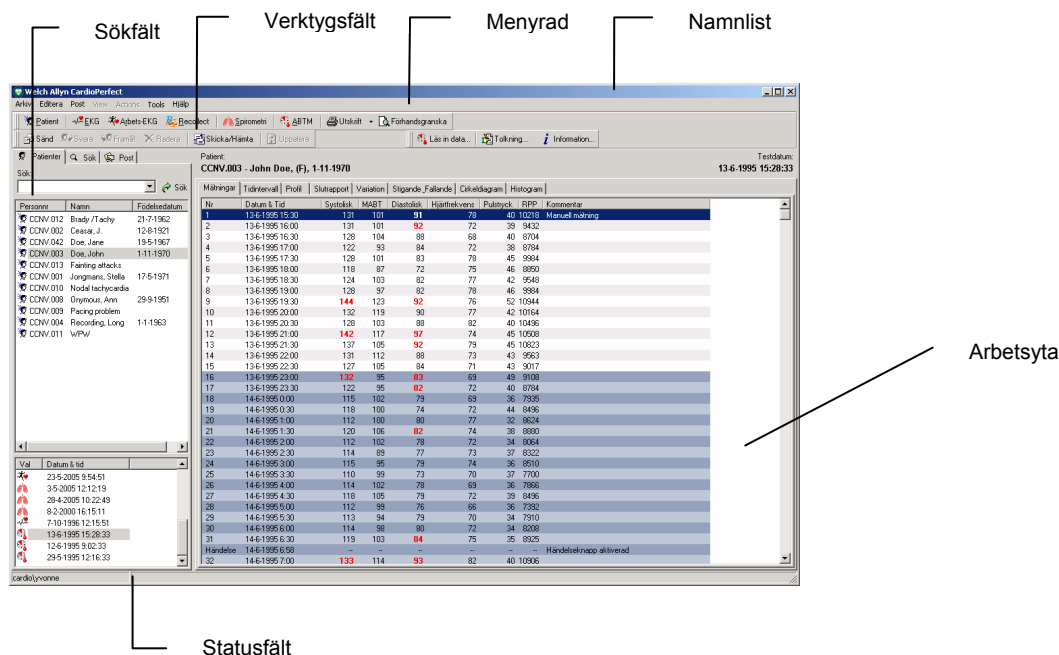 Sökfält
Verktygsfält
Menyrad
Namnlist
Welch Allyn CardioPerfect
Arkiv Editera Post View Actions Tools Hjälp
Patient EKG Arbets-EKG Recollect Spirometri ABTM Utskrift Förhandsgranska
Sänd Svara Framåt Radera Skicka/Hämta Uppatera Läs in data... Tolkning... Information...
Patienter Sök Post
Sök:
Sök
Personnr Namn Födelsedatum
CCNV.012 Brady /Tachy 21-7-1962
CCNV.002 Ceasar, J. 12-8-1921
CCNV.042 Doe, Jane 19-5-1967
CCNV.003 Doe, John 1-11-1970
CCNV.013 Fainting attacks
CCNV.001 Jongmans, Stella 17-5-1971
CCNV.010 Nodal tachycardia
CCNV.008 Onymous, Ann 29-9-1951
CCNV.009 Pacing problem
CCNV.004 Recording, Long 1-1-1963
CCNV.011 WPW
Val Datum & tid
23-5-2005 9:54:51
3-5-2005 12:12:19
28-4-2005 10:22:49
8-2-2000 16:15:11
7-10-1996 12:15:51
13-6-1995 15:28:33
12-6-1995 9:02:33
29-5-1995 12:16:33
Patient:
CCNV.003 - John Doe, (F), 1-11-1970
Testdatum:
13-6-1995 15:28:33
Mätningar Tidintervall Profil Slutrapport Variation Stigande_Fallande Cirkeldiagram Histogram
Nr Datum & Tid Systolisk MABT Diastolisk Hjärtfrekvens Pulstryck RPP Kommentar
1 13-6-1995 15:30 131 101 91 78 40 10218 Manuell mätning
2 13-6-1995 16:00 131 101 92 72 39 9432
3 13-6-1995 16:30 128 104 88 68 40 8704
4 13-6-1995 17:00 122 93 84 72 38 8784
5 13-6-1995 17:30 128 101 83 78 45 9984
6 13-6-1995 18:00 118 87 72 75 46 8850
7 13-6-1995 18:30 124 103 82 77 42 9548
8 13-6-1995 19:00 128 97 82 78 46 9984
9 13-6-1995 19:30 144 123 92 76 52 10944
10 13-6-1995 20:00 132 119 90 77 42 10164
11 13-6-1995 20:30 128 103 88 82 40 10496
12 13-6-1995 21:00 142 117 97 74 45 10508
13 13-6-1995 21:30 137 105 92 79 45 10823
14 13-6-1995 22:00 131 112 88 73 43 9563
15 13-6-1995 22:30 127 105 84 71 43 9017
16 13-6-1995 23:00 132 95 83 69 49 9108
17 13-6-1995 23:30 122 95 82 72 40 8784
18 14-6-1995 0:00 115 102 79 69 36 7935
19 14-6-1995 0:30 118 100 74 72 44 8496
20 14-6-1995 1:00 112 100 80 77 32 8624
21 14-6-1995 1:30 120 106 82 74 38 8880
22 14-6-1995 2:00 112 102 78 72 34 8064
23 14-6-1995 2:30 114 89 77 73 37 8322
24 14-6-1995 3:00 115 95 79 74 36 8510
25 14-6-1995 3:30 110 99 73 70 37 7700
26 14-6-1995 4:00 114 102 78 69 36 7866
27 14-6-1995 4:30 118 105 79 72 39 8496
28 14-6-1995 5:00 112 99 76 66 36 7392
29 14-6-1995 5:30 113 94 79 70 34 7910
30 14-6-1995 6:00 114 98 80 72 34 8208
31 14-6-1995 6:30 119 103 84 75 35 8925
Händelse 14-6-1995 6:58 -- -- -- -- -- -- Händelseknapp aktiverad
32 14-6-1995 7:00 133 114 93 82 40 10906
Arbetsyta
cardio\yvonne
Statusfält